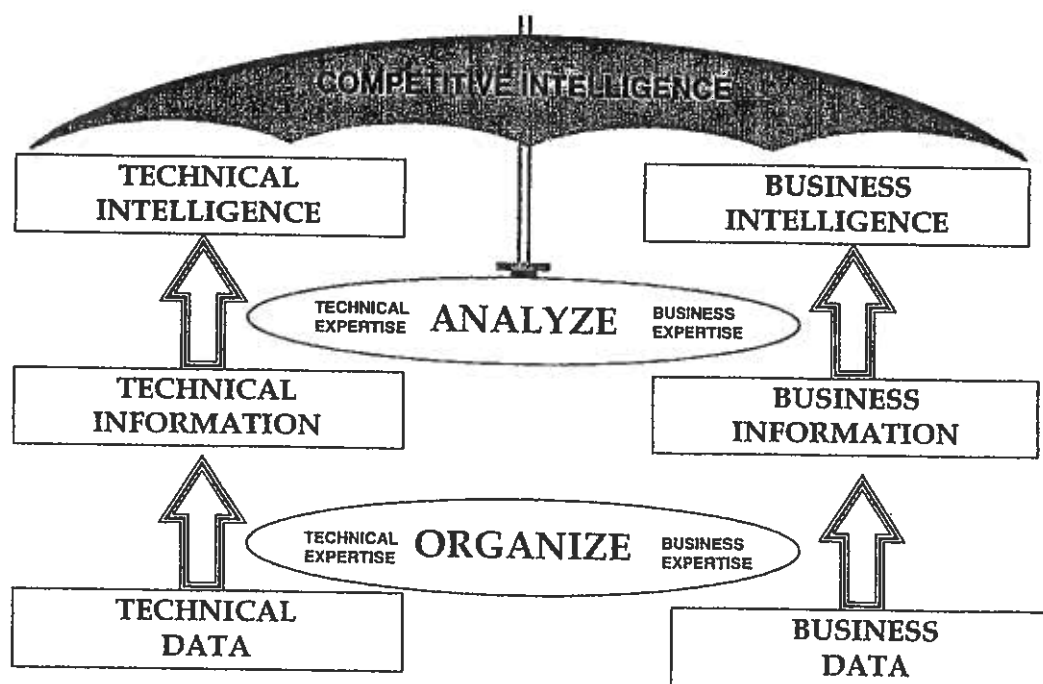 COMPETITIVE INTELLIGENCE
TECHNICAL
INTELLIGENCE
BUSINESS
INTELLIGENCE
TECHNICAL
EXPERTISE
ANALYZE
BUSINESS
EXPERTISE
TECHNICAL
INFORMATION
BUSINESS
INFORMATION
TECHNICAL
EXPERTISE
ORGANIZE
BUSINESS
EXPERTISE
TECHNICAL
DATA
BUSINESS
DATA